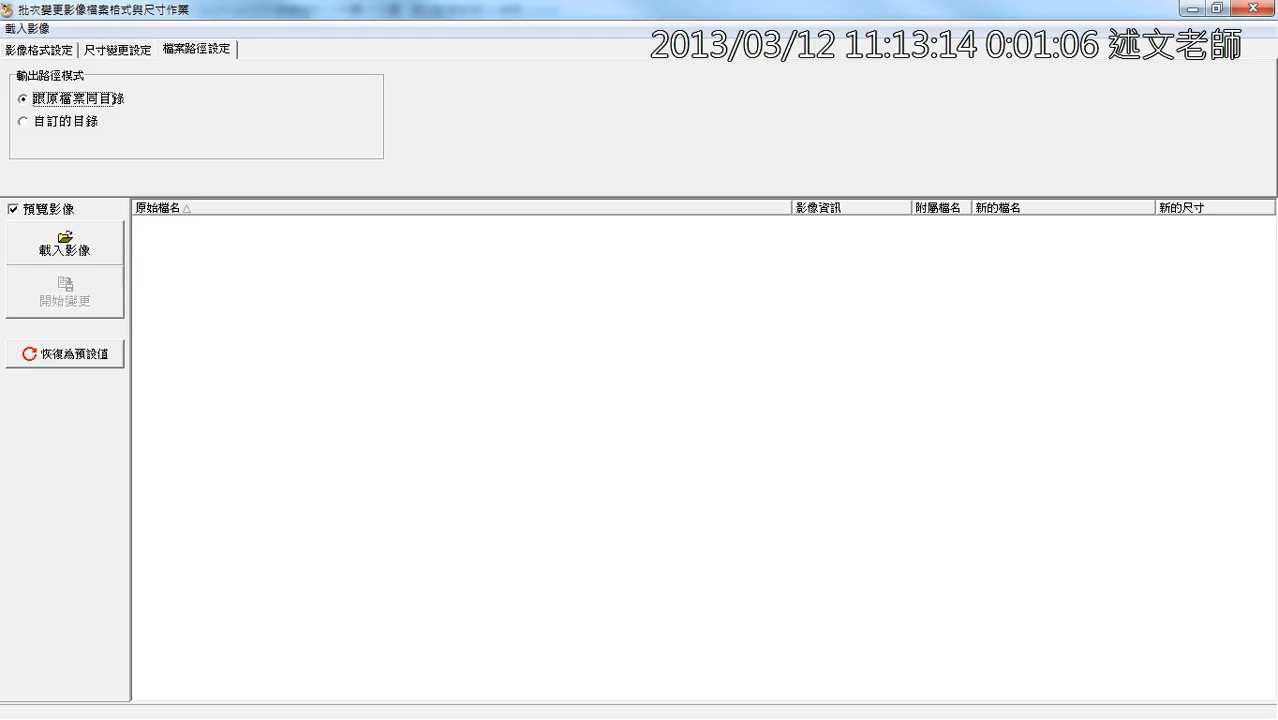 批次變更影像檔案格式與尺寸作業
載入影像
影像格式設定 尺寸變更設定 檔案路徑設定
2013/03/12 11:13:14 0:01:06 述文老師
輸出路徑模式
跟原檔案同目錄
自訂的目錄
預覽影像
原始檔名 影像資訊 附屬檔名 新的檔名 新的尺寸
載入影像
開始變更
恢復為預設值